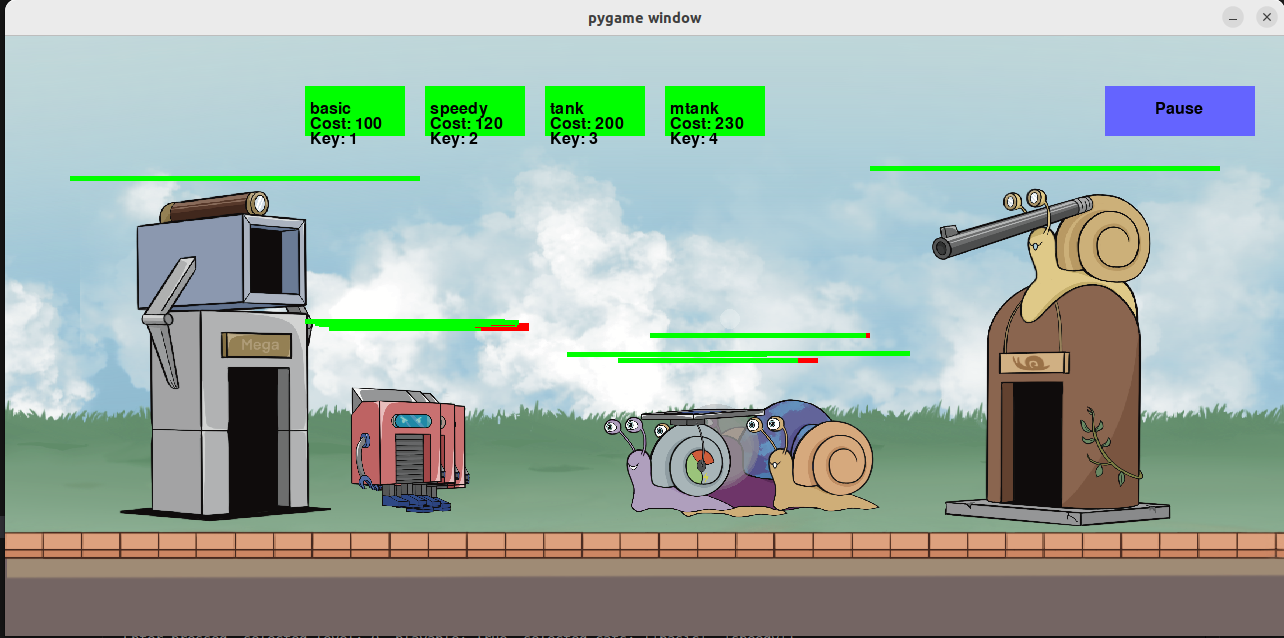 pygame window
basic
Cost: 100
Key: 1
speedy
Cost: 120
Key: 2
tank
Cost: 200
Key: 3
mtank
Cost: 230
Key: 4
Pause
Mega